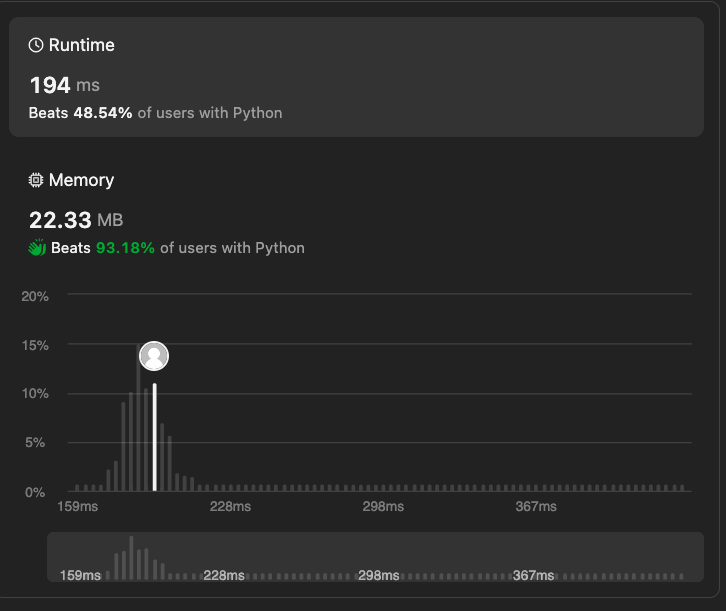 Runtime
194 ms
Beats 48.54% of users with Python
Memory
22.33 MB
Beats 93.18% of users with Python
20%
15%
10%
5%
0%
159ms 228ms 298ms 367ms
159ms 228ms 298ms 367ms